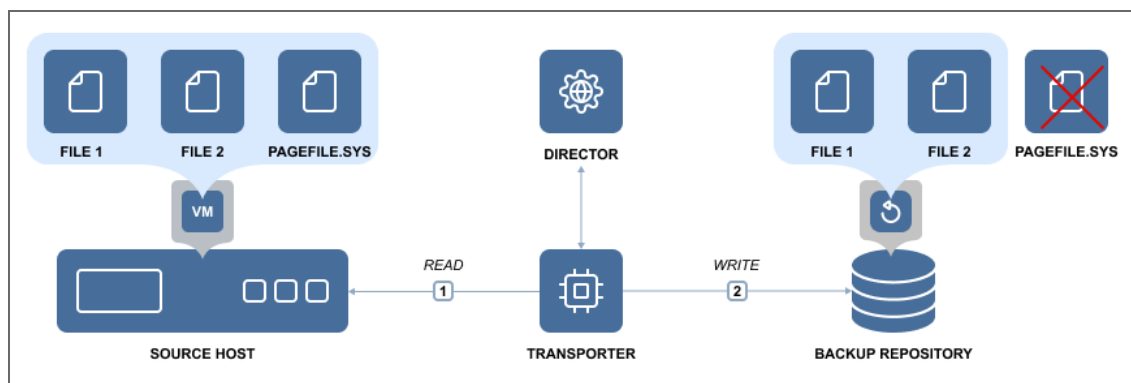 FILE 1
FILE 2
PAGEFILE.SYS
DIRECTOR
FILE 1
FILE 2
PAGEFILE.SYS
VM
READ
1
WRITE
2
SOURCE HOST
TRANSPORTER
BACKUP REPOSITORY